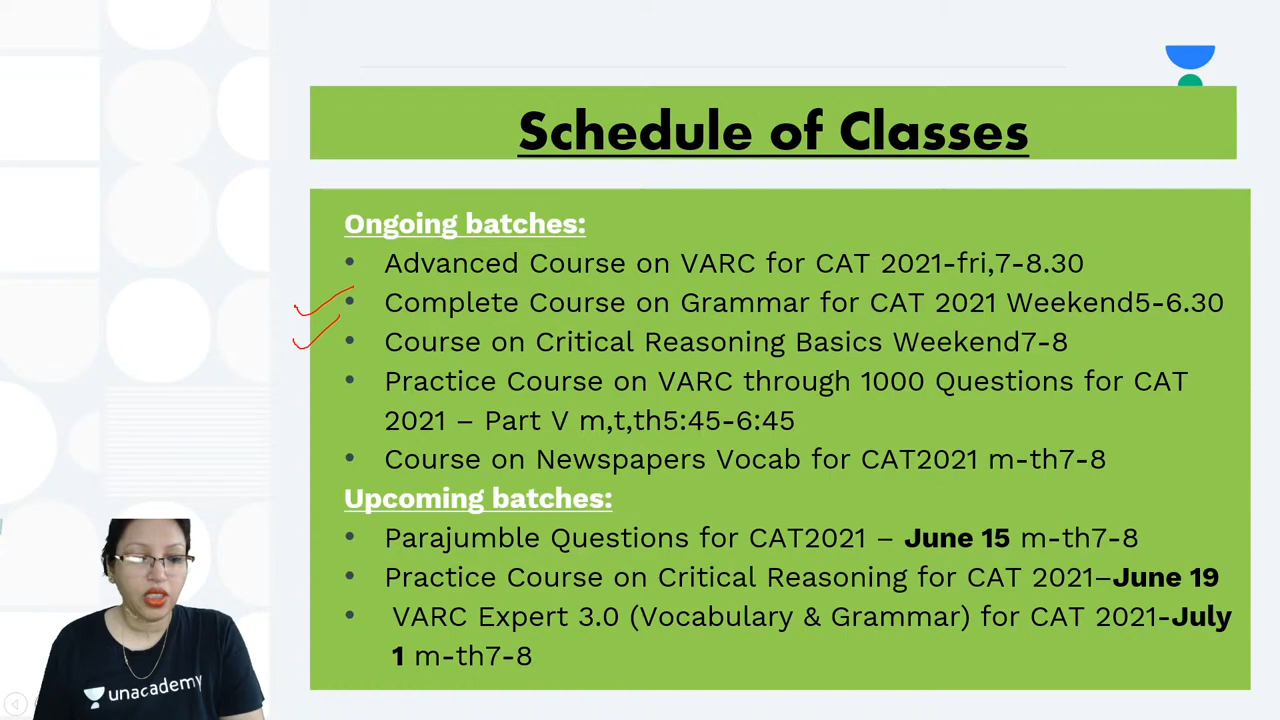 Schedule of Classes
Ongoing batches:
• Advanced Course on VARC for CAT 2021-fri,7-8.30
• Complete Course on Grammar for CAT 2021 Weekend5-6.30
• Course on Critical Reasoning Basics Weekend7-8
• Practice Course on VARC through 1000 Questions for CAT
2021 – Part V m,t,th5:45-6:45
• Course on Newspapers Vocab for CAT2021 m-th7-8
Upcoming batches:
• Parajumble Questions for CAT2021 – June 15 m-th7-8
• Practice Course on Critical Reasoning for CAT 2021–June 19
• VARC Expert 3.0 (Vocabulary & Grammar) for CAT 2021-July
1 m-th7-8
unacademy